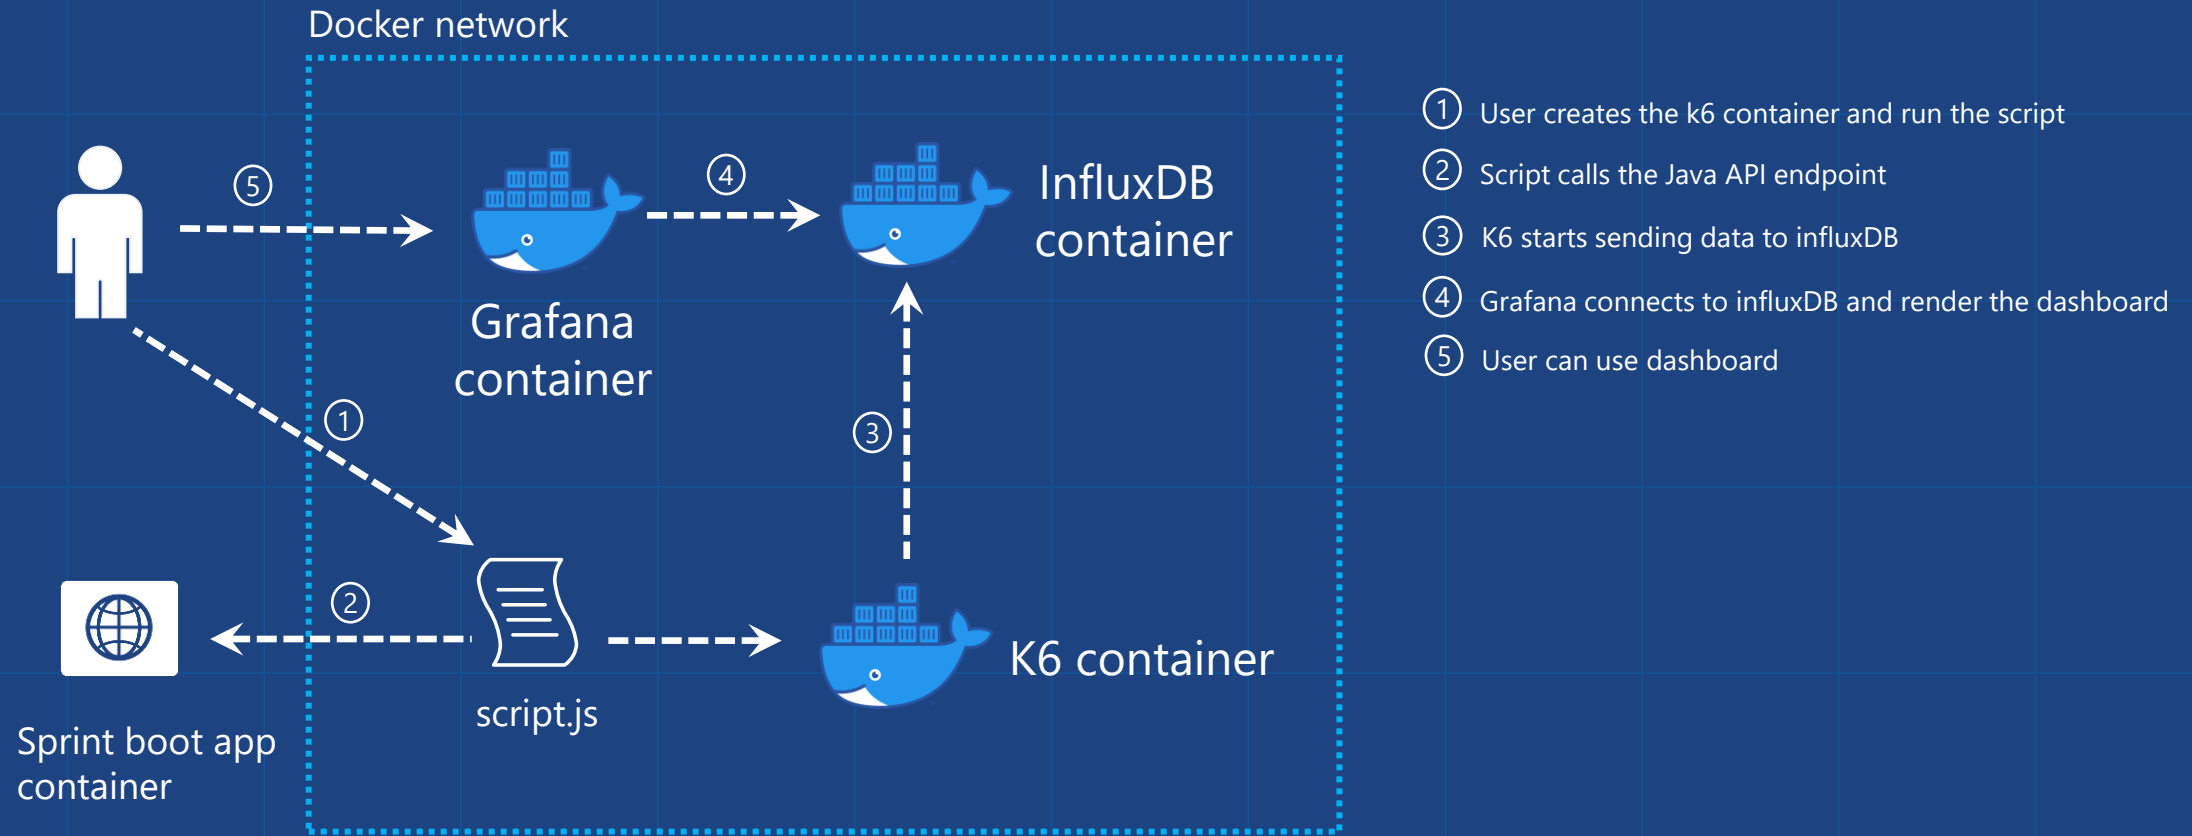 Docker network
5
4
InfluxDB
container
Grafana
container
1
3
2
script.js
K6 container
Sprint boot app
container
1 User creates the k6 container and run the script
2 Script calls the Java API endpoint
3 K6 starts sending data to influxDB
4 Grafana connects to influxDB and render the dashboard
5 User can use dashboard